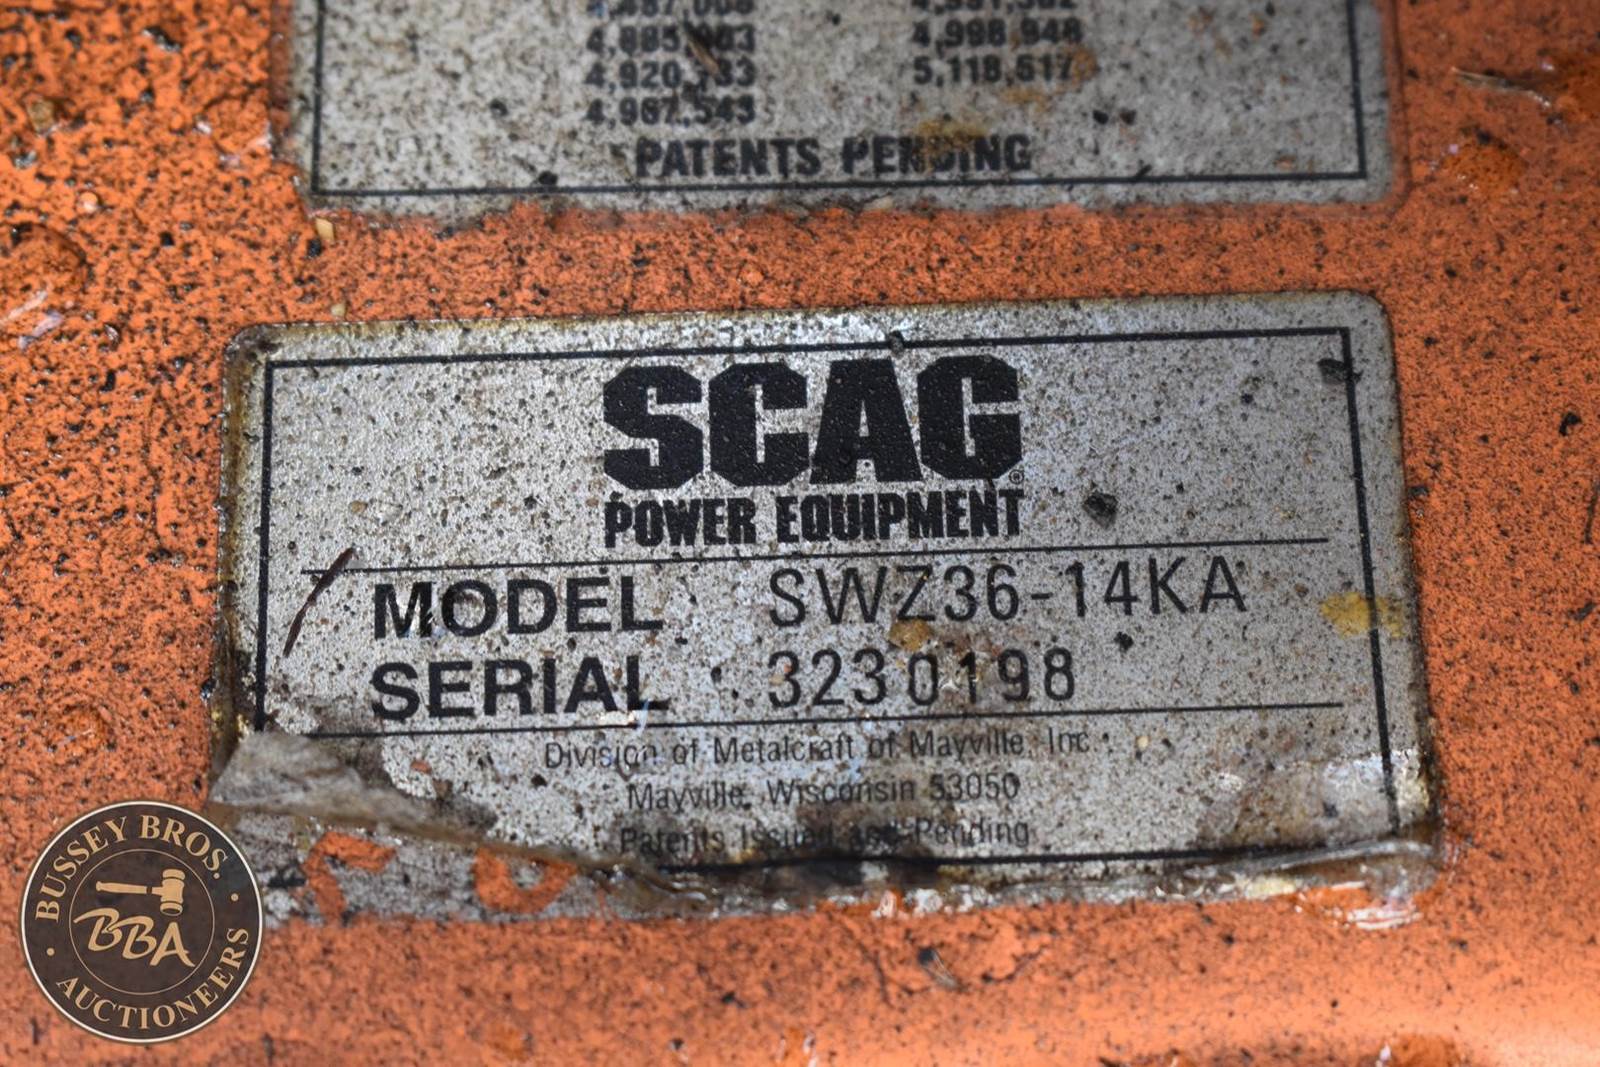 4,998,948
4,920,733
5,118,617
4,967,543
PATENTS PENDING
SCAG
POWER EQUIPMENT
MODEL SWZ36-14KA
SERIAL 3230198
Division of Metalcraft of Mayville, Inc.
Mayville, Wisconsin 53050
Patents Issued and Pending
BUSSEY BROS.
BBA
AUCTIONEERS